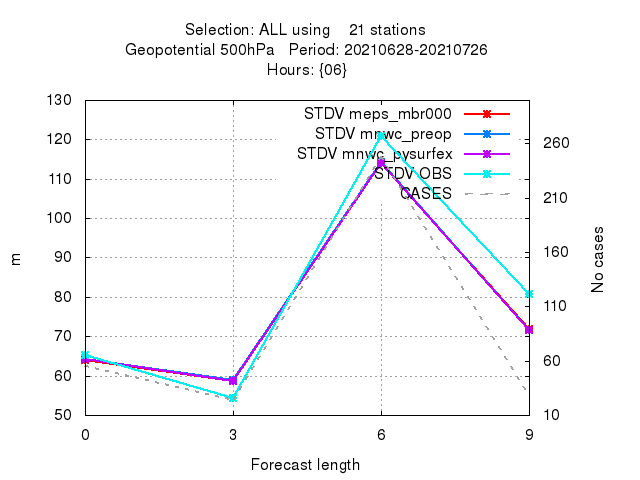 Selection: ALL using 21 stations
Geopotential 500hPa Period: 20210628-20210726
Hours: {06}
STDV meps_mbr000
STDV mnwc_preop
STDV mnwc_pysurfex
STDV OBS
CASES
130
120
110
100
90
80
70
60
50
m
260
210
160
110
60
10
No cases
0 3 6 9
Forecast length